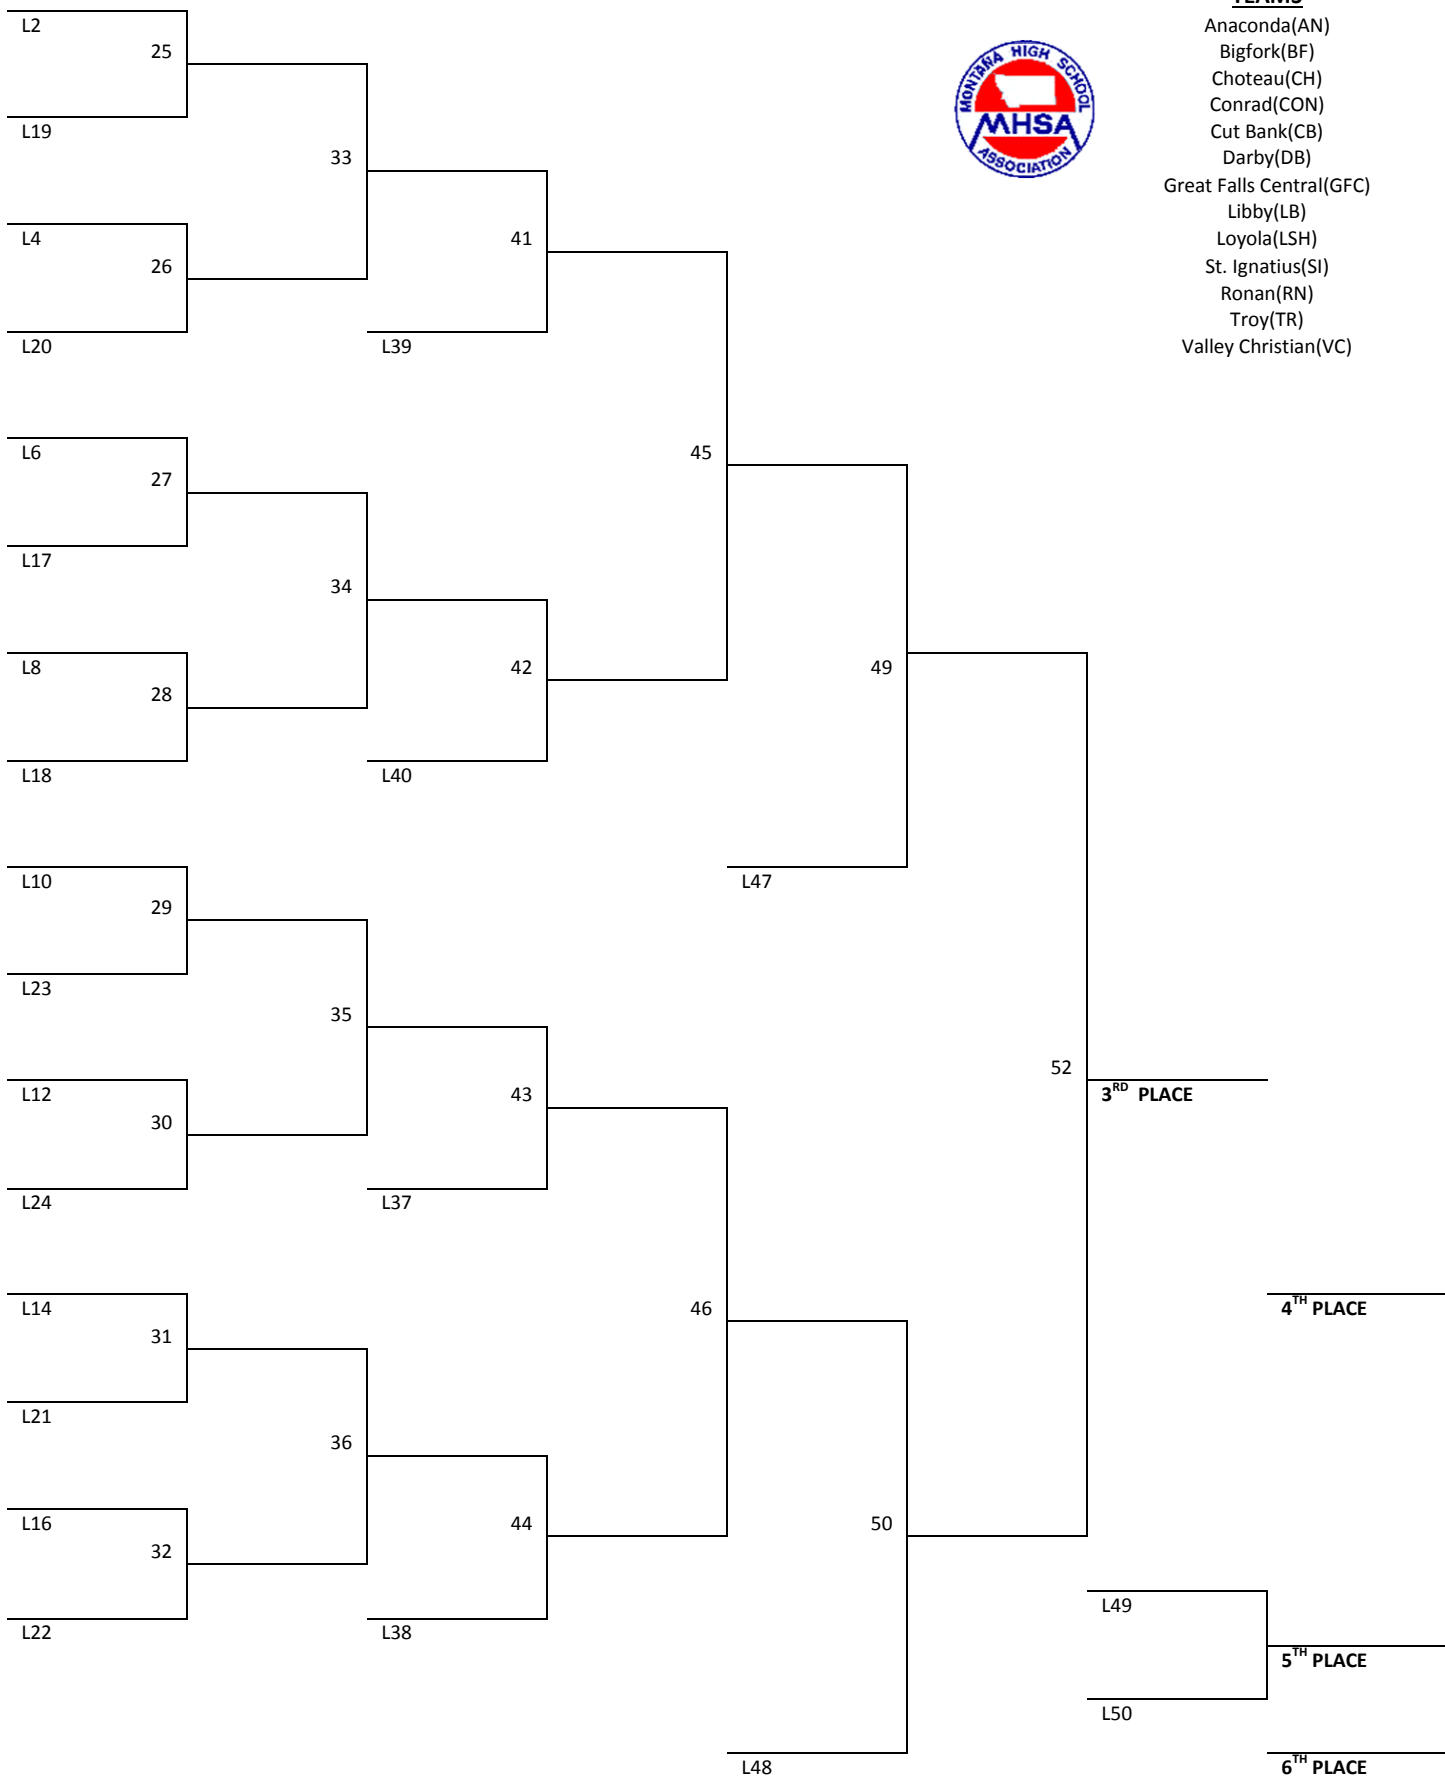 TEAMS
Anaconda(AN)
Bigfork(BF)
Choteau(CH)
Conrad(CON)
Cut Bank(CB)
Darby(DB)
Great Falls Central(GFC)
Libby(LB)
Loyola(LSH)
St. Ignatius(SI)
Ronan(RN)
Troy(TR)
Valley Christian(VC)
MONTANA HIGH SCHOOL
MHSA
ASSOCIATION
L2
25
L19
33
L4
41
26
L20
L39
L6
45
27
L17
34
L8
42
49
28
L18
L40
L10
L47
29
L23
35
52
L12
43
3RD PLACE
30
L24
L37
L14
46
4TH PLACE
31
L21
36
L16
44
50
32
L49
L22
L38
5TH PLACE
L50
L48
6TH PLACE